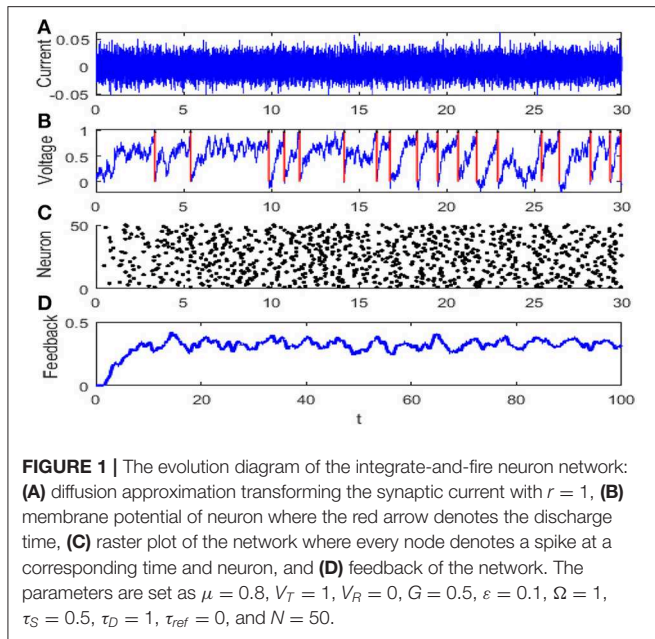 A
Current
0.05
0
-0.05
0 5 10 15 20 25 30
B
Voltage
1
0.5
0
0 5 10 15 20 25 30
C
Neuron
50
0
0 5 10 15 20 25 30
D
Feedback
0.5
0
0 20 40 60 80 100
t
FIGURE 1 | The evolution diagram of the integrate-and-fire neuron network:
(A) diffusion approximation transforming the synaptic current with r = 1, (B)
membrane potential of neuron where the red arrow denotes the discharge
time, (C) raster plot of the network where every node denotes a spike at a
corresponding time and neuron, and (D) feedback of the network. The
parameters are set as μ = 0.8, V_T = 1, V_R = 0, G = 0.5, ε = 0.1, Ω = 1,
τ_S = 0.5, τ_D = 1, τ_ref = 0, and N = 50.